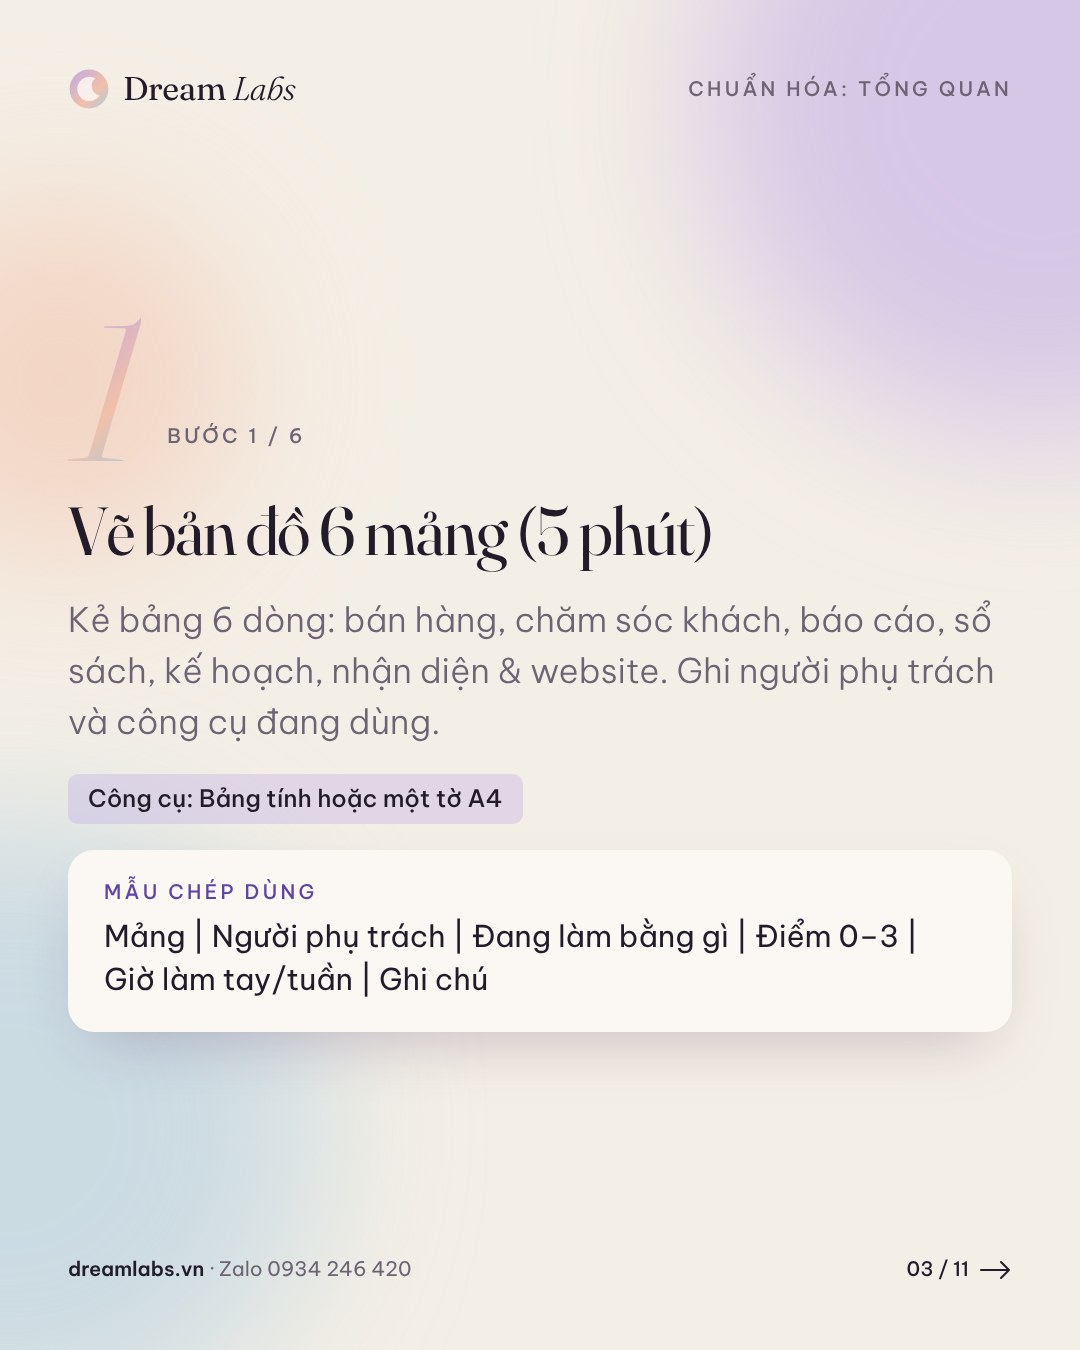 Dream Labs
CHUẨN HÓA: TỔNG QUAN
1
BƯỚC 1 / 6
Vẽ bản đồ 6 mảng (5 phút)
Kẻ bảng 6 dòng: bán hàng, chăm sóc khách, báo cáo, sổ
sách, kế hoạch, nhận diện & website. Ghi người phụ trách
và công cụ đang dùng.
Công cụ: Bảng tính hoặc một tờ A4
MẪU CHÉP DÙNG
Mảng | Người phụ trách | Đang làm bằng gì | Điểm 0–3 |
Giờ làm tay/tuần | Ghi chú
dreamlabs.vn · Zalo 0934 246 420
03 / 11 →